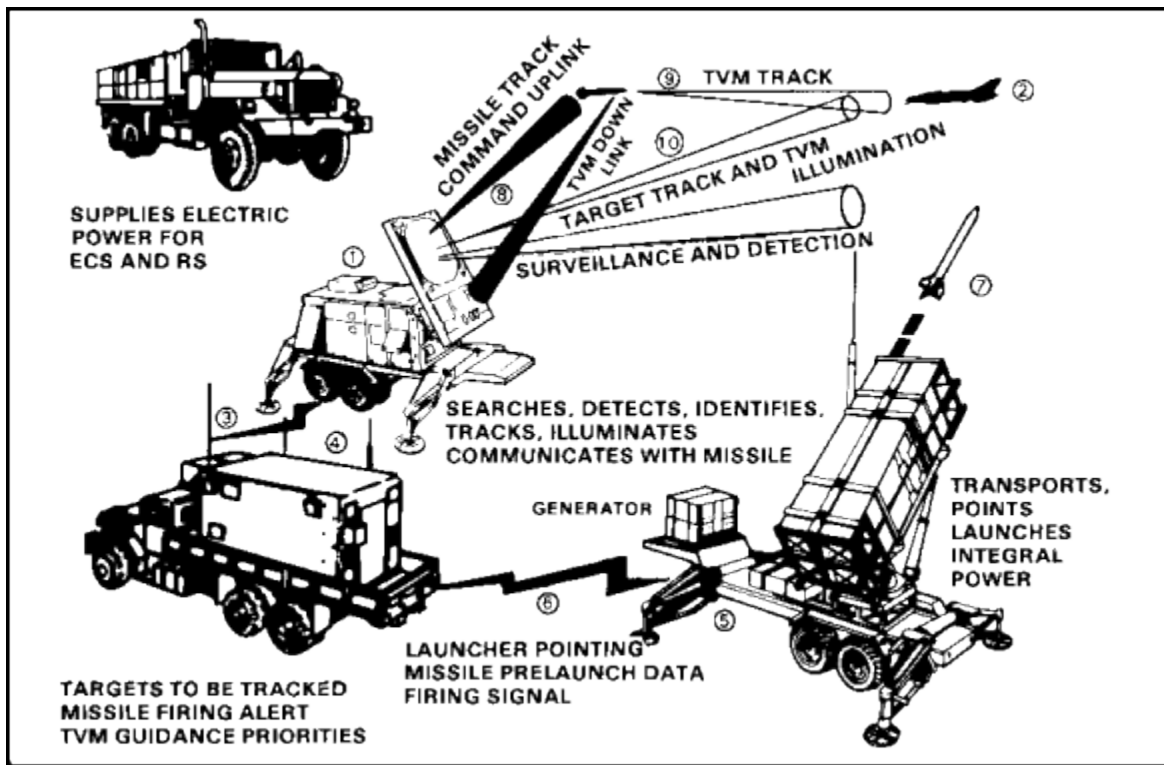 MISSILE TRACK
COMMAND UPLINK
⑨
TVM TRACK
②
⑩
TVM DOWN
LINK
⑧
TARGET TRACK AND TVM
ILLUMINATION
SURVEILLANCE AND DETECTION
SUPPLIES ELECTRIC
POWER FOR
ECS AND RS
①
⑦
③
④
SEARCHES, DETECTS, IDENTIFIES,
TRACKS, ILLUMINATES
COMMUNICATES WITH MISSILE
GENERATOR
TRANSPORTS,
POINTS
LAUNCHES
INTEGRAL
POWER
⑥
⑤
LAUNCHER POINTING
MISSILE PRELAUNCH DATA
FIRING SIGNAL
TARGETS TO BE TRACKED
MISSILE FIRING ALERT
TVM GUIDANCE PRIORITIES